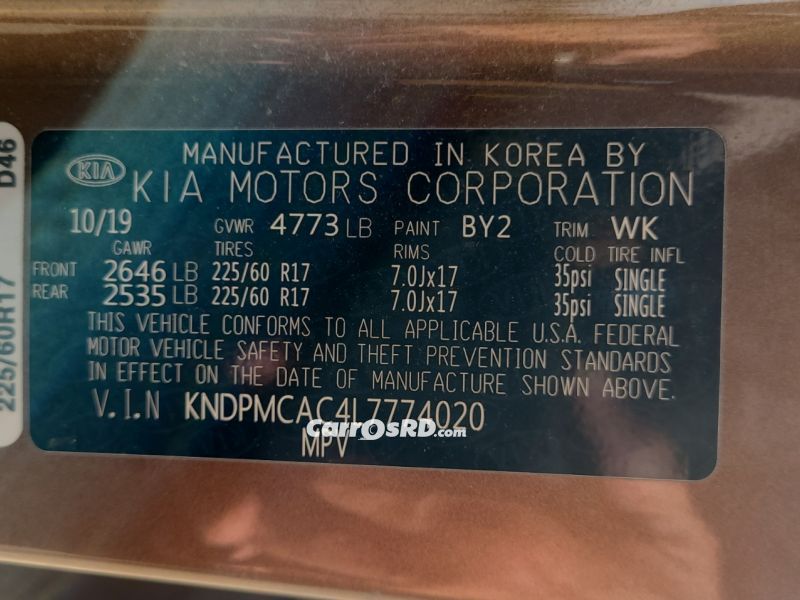 D46
225/60R17
KIA
MANUFACTURED IN KOREA BY
KIA MOTORS CORPORATION
10/19 GVWR 4773 LB PAINT BY2 TRIM WK
GAWR TIRES RIMS COLD TIRE INFL
FRONT 2646 LB 225/60 R17 7.0Jx17 35psi SINGLE
REAR 2535 LB 225/60 R17 7.0Jx17 35psi SINGLE
THIS VEHICLE CONFORMS TO ALL APPLICABLE U.S.A. FEDERAL
MOTOR VEHICLE SAFETY AND THEFT PREVENTION STANDARDS
IN EFFECT ON THE DATE OF MANUFACTURE SHOWN ABOVE.
V.I.N KNDPMCAC4L7774020
CarrOsRD.com
MPV